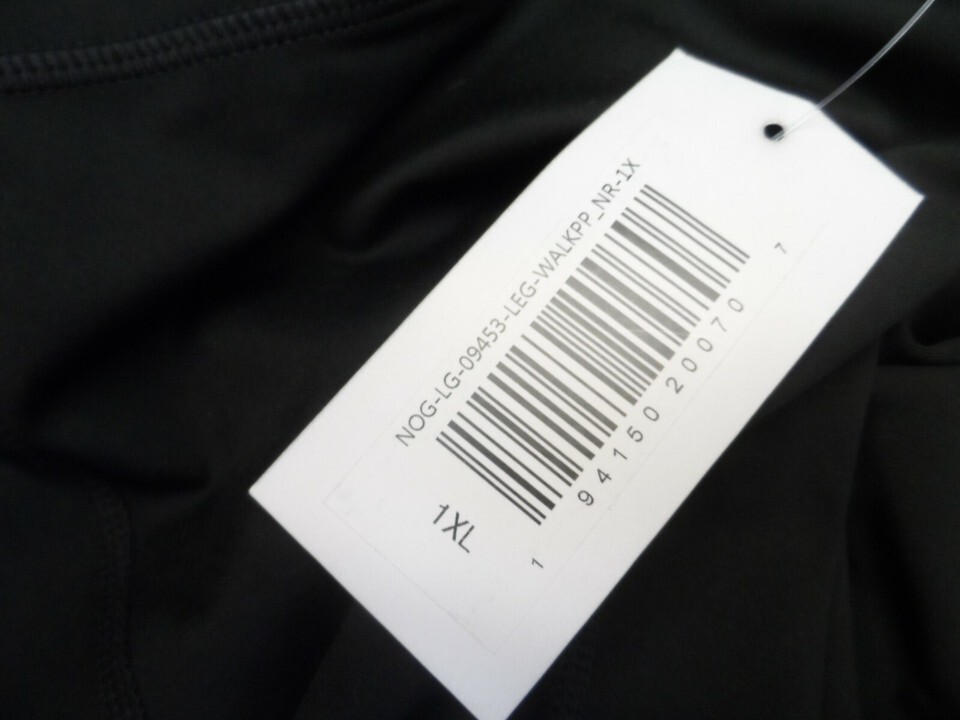 NOG-LG-09453-LEG-WALKPP_NR-1X
1 94150 20070 7
1XL